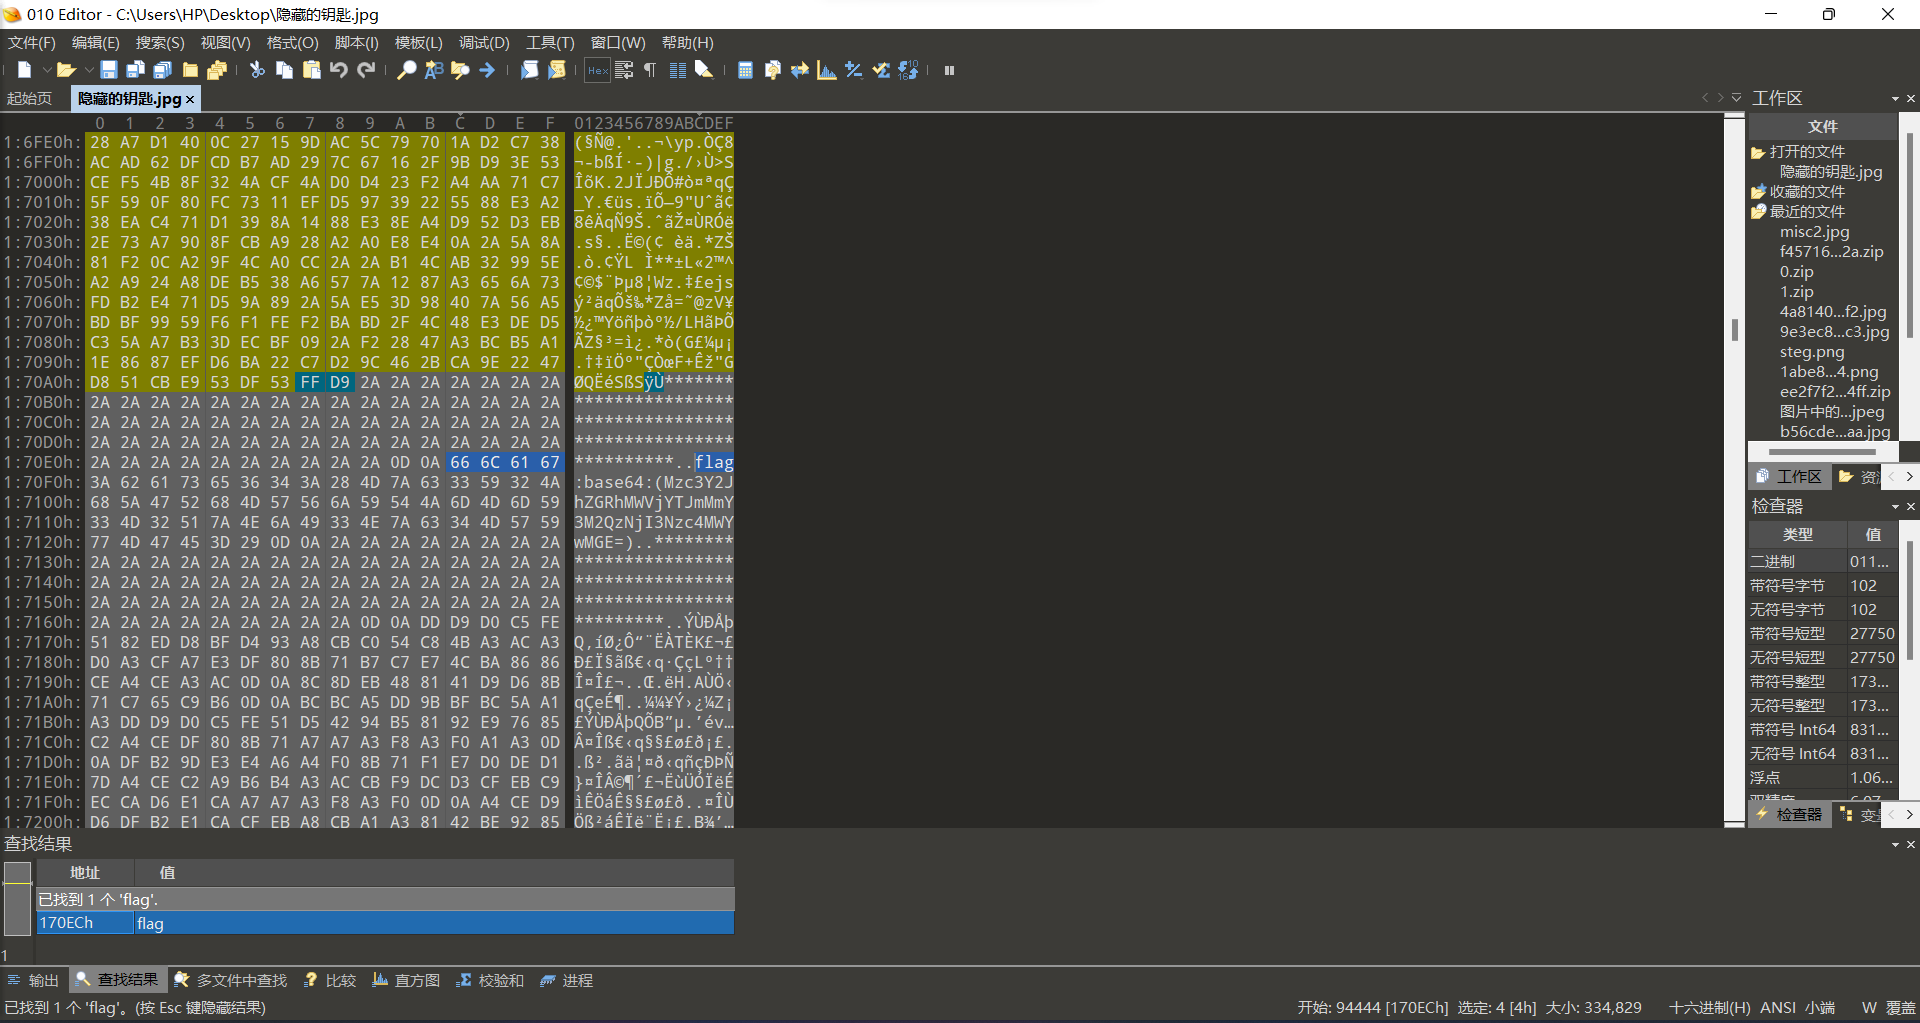 010 Editor - C:\Users\HP\Desktop\隐藏的钥匙.jpg
文件(F) 编辑(E) 搜索(S) 视图(V) 格式(O) 脚本(I) 模板(L) 调试(D) 工具(T) 窗口(W) 帮助(H)
起始页 隐藏的钥匙.jpg ×
0 1 2 3 4 5 6 7 8 9 A B C D E F 0123456789ABCDEF
1:6FE0h: 28 A7 D1 40 0C 27 15 9D AC 5C 79 70 1A D2 C7 38 (§Ñ@.'..¬\yp.ÒÇ8
1:6FF0h: AC AD 62 DF CD B7 AD 29 7C 67 16 2F 9B D9 3E 53 ¬-bßÍ·-)|g./›Ù>S
1:7000h: CE F5 4B 8F 32 4A CF 4A D0 D4 23 F2 A4 AA 71 C7 ÎõK.2JÏJÐÔ#ò¤ªqÇ
1:7010h: 5F 59 0F 80 FC 73 11 EF D5 97 39 22 55 88 E3 A2 _Y.€üs.ïÕ—9"Uˆã¢
1:7020h: 38 EA C4 71 D1 39 8A 14 88 E3 8E A4 D9 52 D3 EB 8êÄqÑ9Š.ˆãŽ¤ÙRÓë
1:7030h: 2E 73 A7 90 8F CB A9 28 A2 A0 E8 E4 0A 2A 5A 8A .s§..Ë©(¢ èä.*ZŠ
1:7040h: 81 F2 0C A2 9F 4C A0 CC 2A 2A B1 4C AB 32 99 5E .ò.¢ŸL Ì**±L«2™^
1:7050h: A2 A9 24 A8 DE B5 38 A6 57 7A 12 87 A3 65 6A 73 ¢©$¨Þµ8¦Wz.‡£ejs
1:7060h: FD B2 E4 71 D5 9A 89 2A 5A E5 3D 98 40 7A 56 A5 ý²äqÕš‰*Zå=˜@zV¥
1:7070h: BD BF 99 59 F6 F1 FE F2 BA BD 2F 4C 48 E3 DE D5 ½¿™Yöñþòº½/LHãÞÕ
1:7080h: C3 5A A7 B3 3D EC BF 09 2A F2 28 47 A3 BC B5 A1 ÃZ§³=ì¿.*ò(G£¼µ¡
1:7090h: 1E 86 87 EF D6 BA 22 C7 D2 9C 46 2B CA 9E 22 47 .†‡ïÖº"ÇÒœF+Êž"G
1:70A0h: D8 51 CB E9 53 DF 53 FF D9 2A 2A 2A 2A 2A 2A 2A ØQËéSßSÿÙ*******
1:70B0h: 2A 2A 2A 2A 2A 2A 2A 2A 2A 2A 2A 2A 2A 2A 2A 2A ****************
1:70C0h: 2A 2A 2A 2A 2A 2A 2A 2A 2A 2A 2A 2A 2A 2A 2A 2A ****************
1:70D0h: 2A 2A 2A 2A 2A 2A 2A 2A 2A 2A 2A 2A 2A 2A 2A 2A ****************
1:70E0h: 2A 2A 2A 2A 2A 2A 2A 2A 2A 2A 0D 0A 66 6C 61 67 **********..flag
1:70F0h: 3A 62 61 73 65 36 34 3A 28 4D 7A 63 33 59 32 4A :base64:(Mzc3Y2J
1:7100h: 68 5A 47 52 68 4D 57 56 6A 59 54 4A 6D 4D 6D 59 hZGRhMWVjYTJmMmY
1:7110h: 33 4D 32 51 7A 4E 6A 49 33 4E 7A 63 34 4D 57 59 3M2QzNjI3Nzc4MWY
1:7120h: 77 4D 47 45 3D 29 0D 0A 2A 2A 2A 2A 2A 2A 2A 2A wMGE=)..********
1:7130h: 2A 2A 2A 2A 2A 2A 2A 2A 2A 2A 2A 2A 2A 2A 2A 2A ****************
1:7140h: 2A 2A 2A 2A 2A 2A 2A 2A 2A 2A 2A 2A 2A 2A 2A 2A ****************
1:7150h: 2A 2A 2A 2A 2A 2A 2A 2A 2A 2A 2A 2A 2A 2A 2A 2A ****************
1:7160h: 2A 2A 2A 2A 2A 2A 2A 2A 2A 0D 0A DD D9 D0 C5 FE *********..ÝÙÐÅþ
1:7170h: 51 82 ED D8 BF D4 93 A8 CB C0 54 C8 4B A3 AC A3 Q‚íØ¿Ô“¨ËÀTÈK£¬£
1:7180h: D0 A3 CF A7 E3 DF 80 8B 71 B7 C7 E7 4C BA 86 86 Ð£Ï§ãß€‹q·ÇçLº††
1:7190h: CE A4 CE A3 AC 0D 0A 8C 8D EB 48 81 41 D9 D6 8B Î¤Î£¬..Œ.ëH.AÙÖ‹
1:71A0h: 71 C7 65 C9 B6 0D 0A BC BC A5 DD 9B BF BC 5A A1 qÇeÉ¶..¼¼¥Ý›¿¼Z¡
1:71B0h: A3 DD D9 D0 C5 FE 51 D5 42 94 B5 81 92 E9 76 85 £ÝÙÐÅþQÕB”µ.’év…
1:71C0h: C2 A4 CE DF 80 8B 71 A7 A7 A3 F8 A3 F0 A1 A3 0D Â¤Îß€‹q§§£ø£ð¡£.
1:71D0h: 0A DF B2 9D E3 E4 A6 A4 F0 8B 71 F1 E7 D0 DE D1 .ß².ãä¦¤ð‹qñçÐÞÑ
1:71E0h: 7D A4 CE C2 A9 B6 B4 A3 AC CB F9 DC D3 CF EB C9 }¤ÎÂ©¶´£¬ËùÜÓÏëÉ
1:71F0h: EC CA D6 E1 CA A7 A7 A3 F8 A3 F0 0D 0A A4 CE D9 ìÊÖáÊ§§£ø£ð..¤ÎÙ
1:7200h: D6 DF B2 E1 CA CF EB A8 CB A1 A3 81 42 BE 92 85 Öß²áÊÏë¨Ë¡£.B¾’…
工作区
文件
打开的文件
隐藏的钥匙.jpg
收藏的文件
最近的文件
misc2.jpg
f45716...2a.zip
0.zip
1.zip
4a8140...f2.jpg
9e3ec8...c3.jpg
steg.png
1abe8...4.png
ee2f7f2...4ff.zip
图片中的...jpeg
b56cde...aa.jpg
工作区
检查器
类型 值
二进制 011...
带符号字节 102
无符号字节 102
带符号短型 27750
无符号短型 27750
带符号整型 173...
无符号整型 173...
带符号 Int64 831...
无符号 Int64 831...
浮点 1.06...
检查器
查找结果
地址 值
已找到 1 个 'flag'.
170ECh flag
1
输出 查找结果 多文件中查找 比较 直方图 校验和 进程
已找到 1 个 'flag'。(按 Esc 键隐藏结果) 开始: 94444 [170ECh] 选定: 4 [4h] 大小: 334,829 十六进制(H) ANSI 小端 W 覆盖